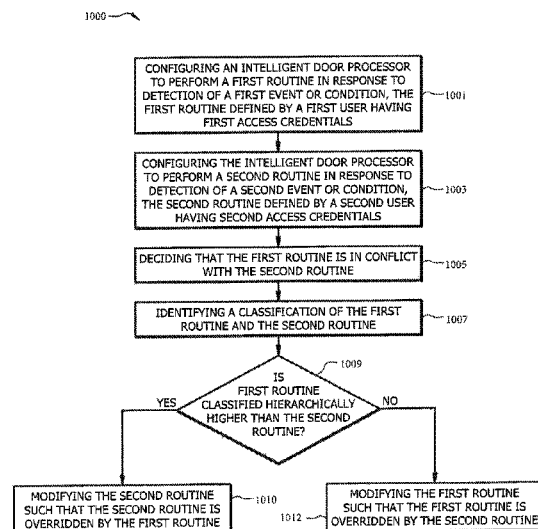 1000
CONFIGURING AN INTELLIGENT DOOR PROCESSOR
TO PERFORM A FIRST ROUTINE IN RESPONSE TO
DETECTION OF A FIRST EVENT OR CONDITION, THE
FIRST ROUTINE DEFINED BY A FIRST USER HAVING
FIRST ACCESS CREDENTIALS
1001
CONFIGURING THE INTELLIGENT DOOR PROCESSOR
TO PERFORM A SECOND ROUTINE IN RESPONSE TO
DETECTION OF A SECOND EVENT OR CONDITION,
THE SECOND ROUTINE DEFINED BY A SECOND USER
HAVING SECOND ACCESS CREDENTIALS
1003
DECIDING THAT THE FIRST ROUTINE IS IN CONFLICT
WITH THE SECOND ROUTINE
1005
IDENTIFYING A CLASSIFICATION OF THE FIRST
ROUTINE AND THE SECOND ROUTINE
1007
1009
IS
FIRST ROUTINE
CLASSIFIED HIERARCHICALLY
HIGHER THAN THE SECOND
ROUTINE?
YES
NO
MODIFYING THE SECOND ROUTINE
SUCH THAT THE SECOND ROUTINE IS
OVERRIDDEN BY THE FIRST ROUTINE
1010
1012
MODIFYING THE FIRST ROUTINE
SUCH THAT THE FIRST ROUTINE IS
OVERRIDDEN BY THE SECOND ROUTINE